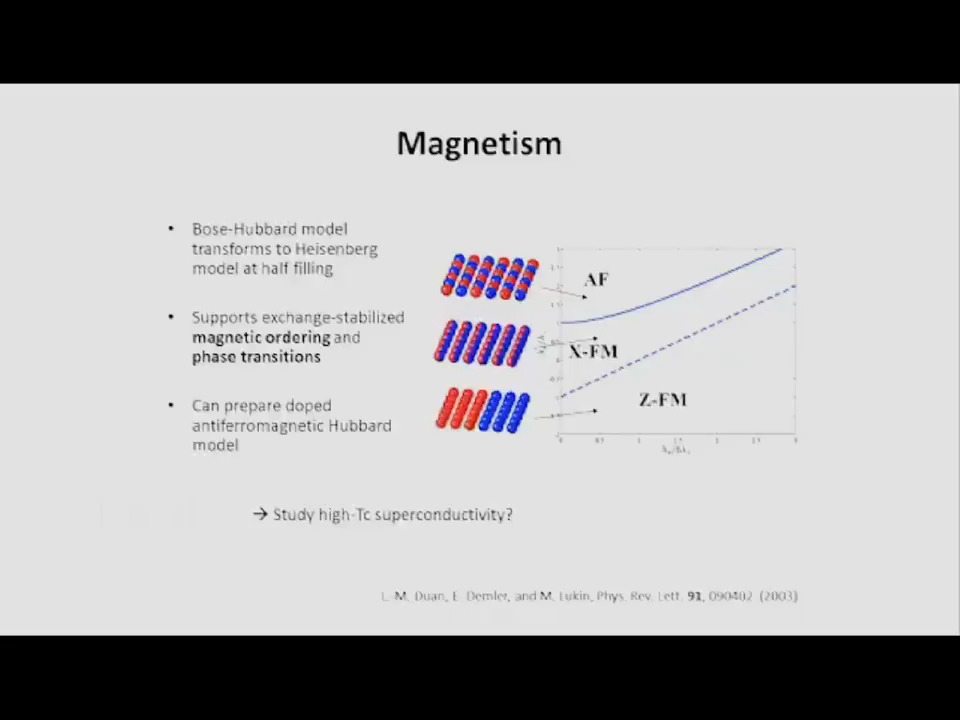 Magnetism
• Bose-Hubbard model
transforms to Heisenberg
model at half filling
• Supports exchange-stabilized
magnetic ordering and
phase transitions
• Can prepare doped
antiferromagnetic Hubbard
model
AF
X-FM
Z-FM
→ Study high-Tc superconductivity?
L. M. Duan, E. Demler, and M. Lukin, Phys. Rev. Lett. 91, 090402 (2003)